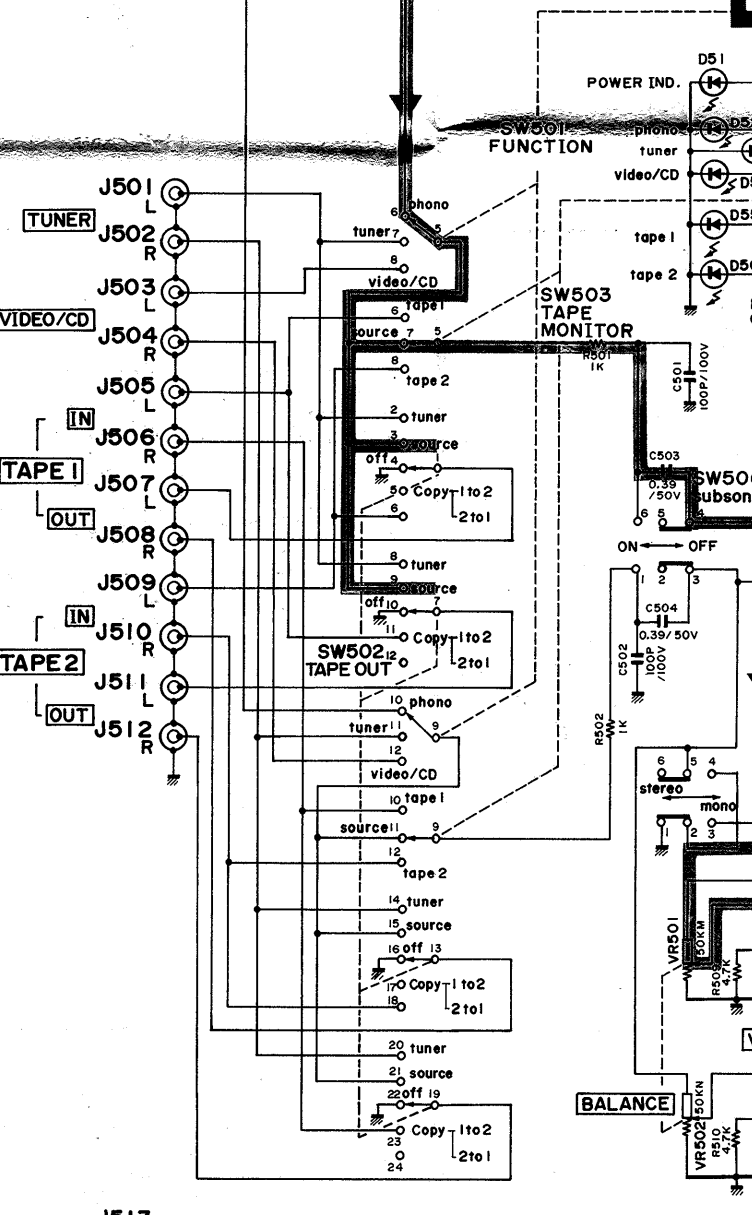 D51
POWER IND.
SW501
FUNCTION
phono
tuner
video/CD
tape 1
tape 2
J501
L
TUNER
J502
R
J503
L
VIDEO/CD
J504
R
J505
L
IN
J506
R
TAPE 1
J507
L
OUT
J508
R
J509
L
IN
J510
R
TAPE 2
J511
L
OUT
J512
R
6 phono
5
tuner 7
8
video/CD
tape 1
6
source 7 5
8
tape 2
SW503
TAPE
MONITOR
R501
1K
C501
100P/100V
2 tuner
3 source
off 4 1
5 Copy 1 to 2
6 2 to 1
8 tuner
9 source
off 10 7
11 Copy 1 to 2
12 2 to 1
SW502
TAPE OUT
C503
0.39
/50V
6 5 4
ON OFF
1 2 3
C504
0.39/50V
C502
100P
/100V
R502
1K
10 phono
9
tuner 11
12
video/CD
10 tape 1
source 11 9
12
tape 2
6 5 4
stereo
mono
1 2 3
14 tuner
15 source
16 off 13
17 Copy 1 to 2
18 2 to 1
20 tuner
21 source
22 off 19
23 Copy 1 to 2
24 2 to 1
VR501
50KM
4.7K
BALANCE
VR502
50KN
R510
4.7K